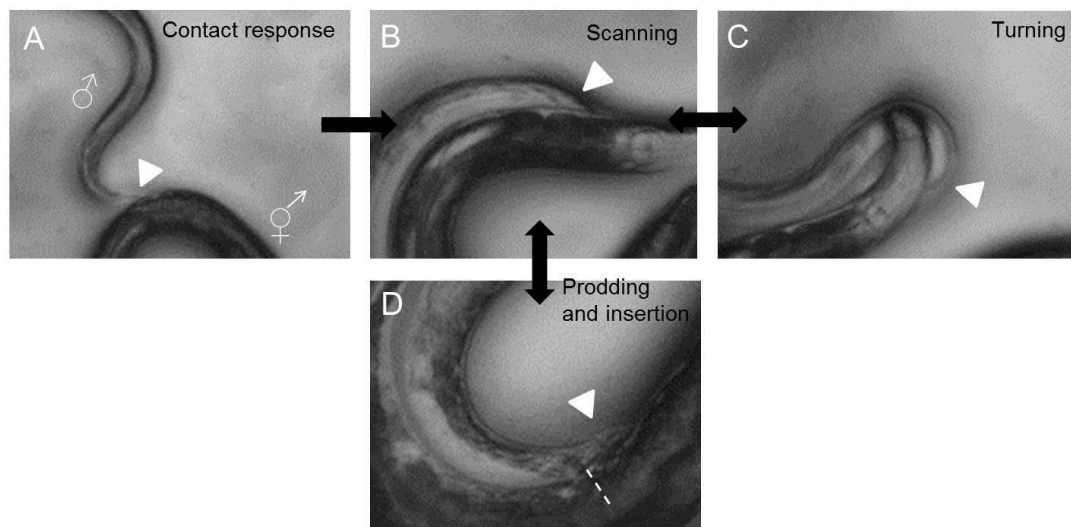 A
Contact response
B
Scanning
C
Turning
D
Prodding
and insertion